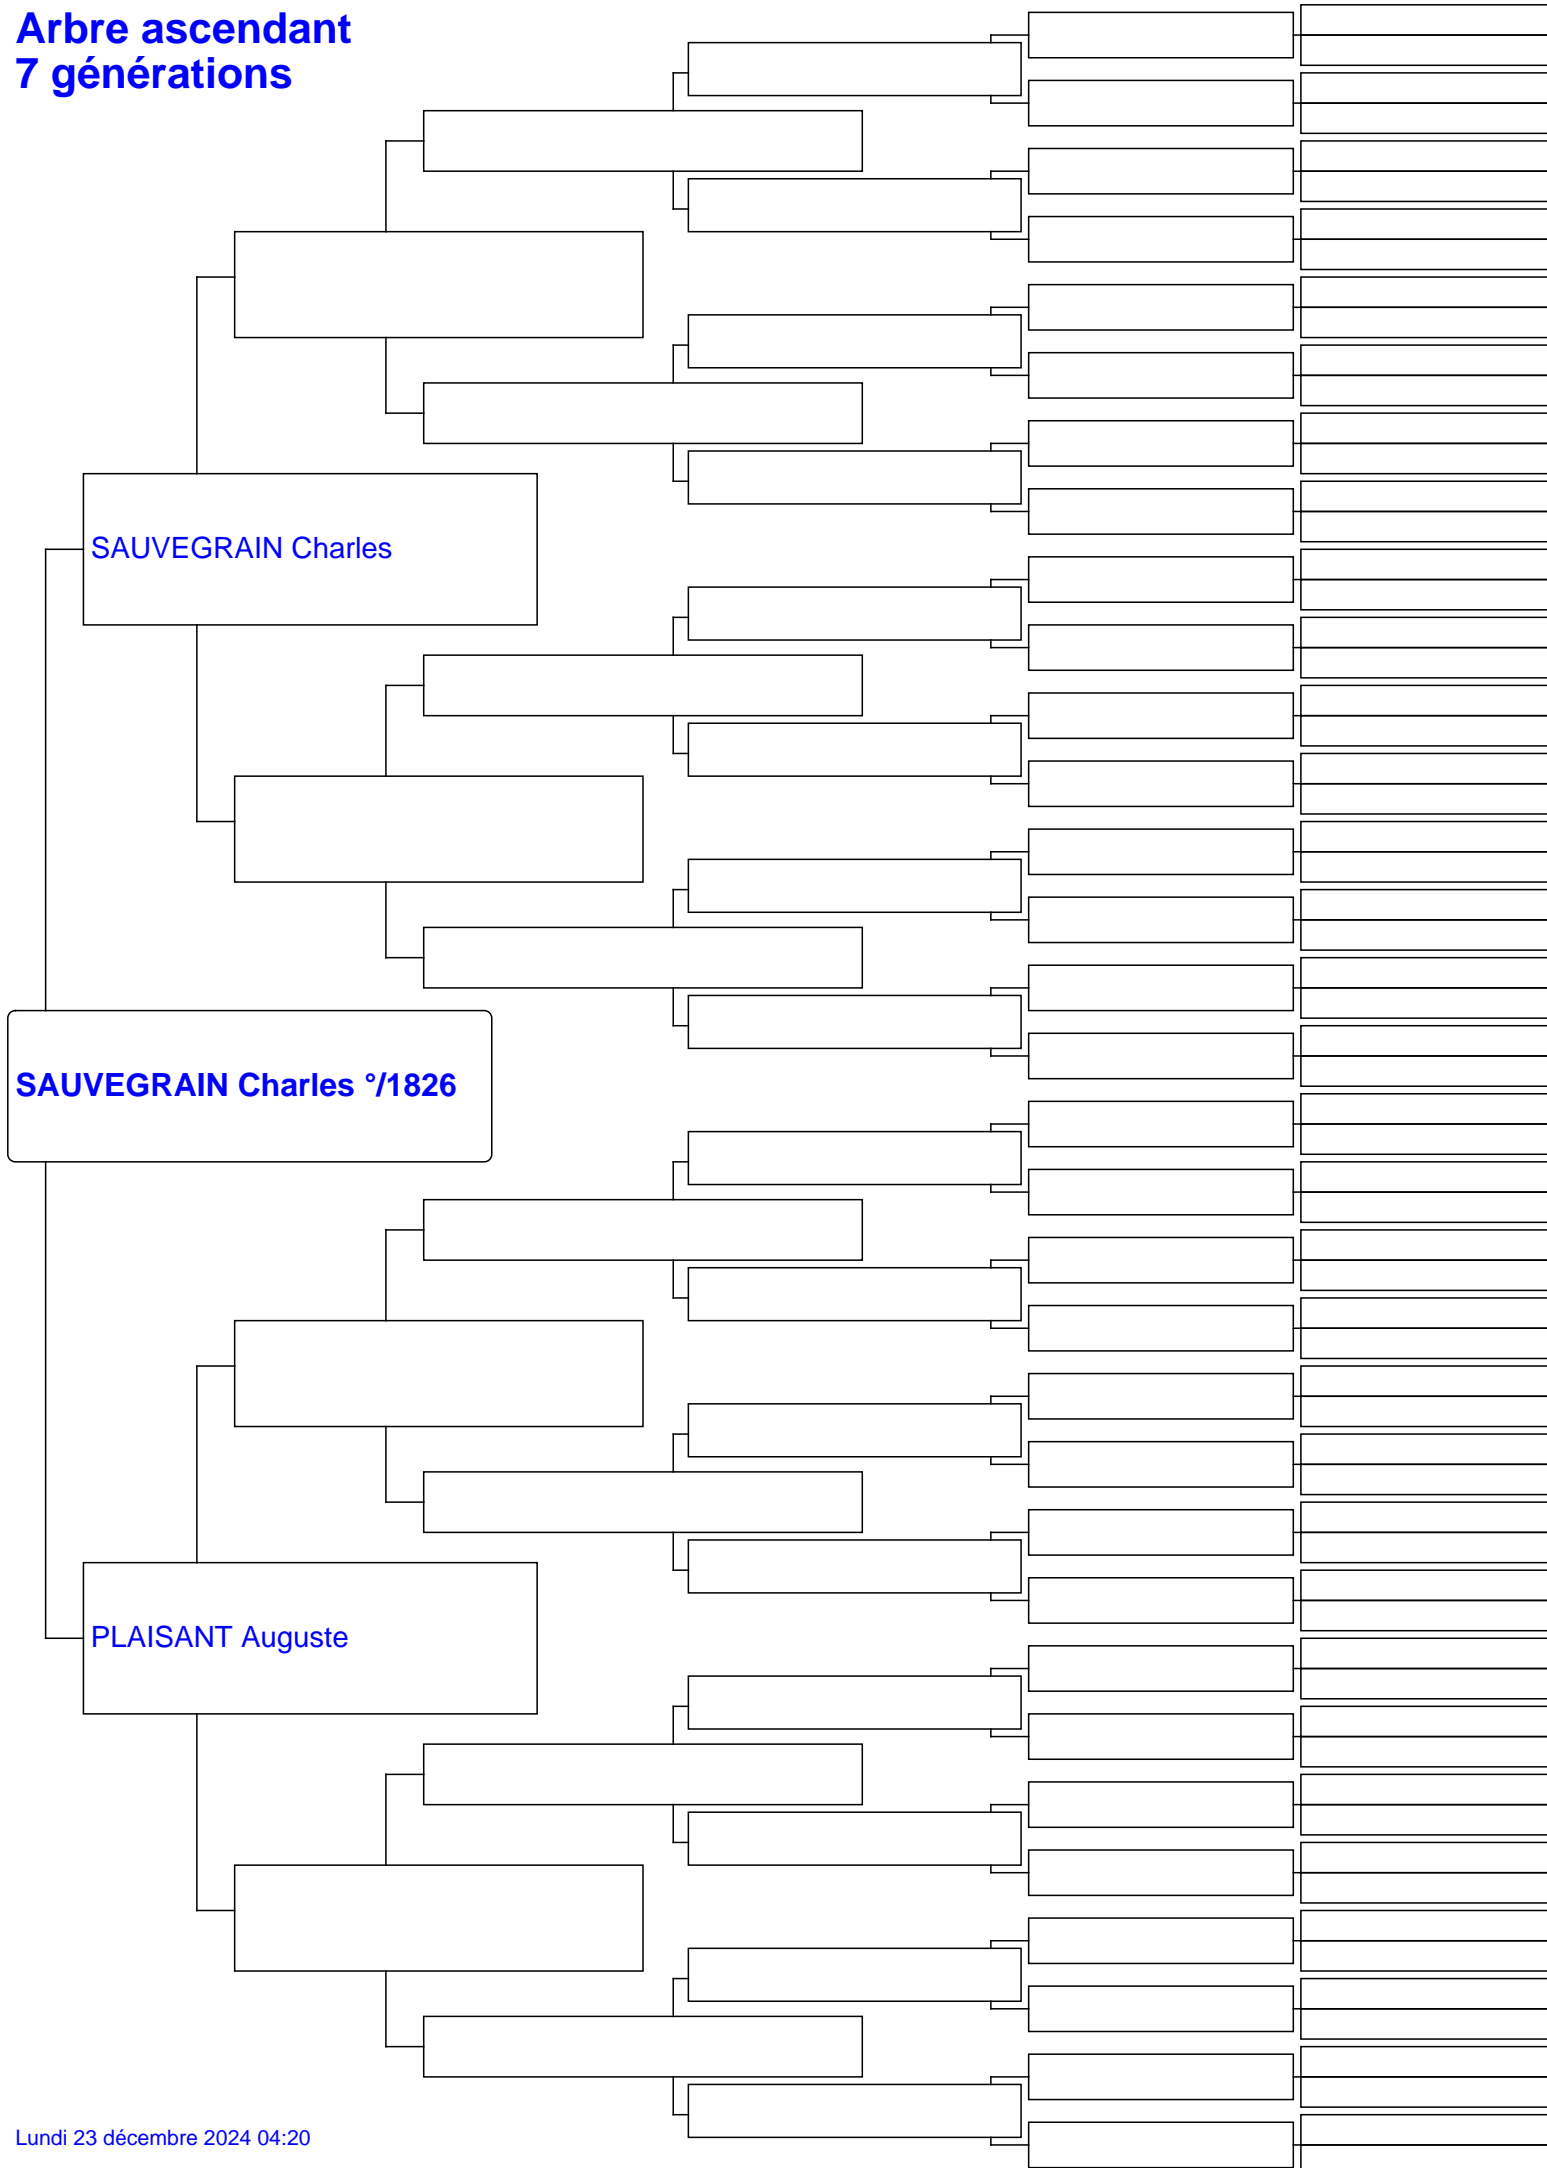 Arbre ascendant
7 générations
SAUVEGRAIN Charles
SAUVEGRAIN Charles °/1826
PLAISANT Auguste
Lundi 23 décembre 2024 04:20